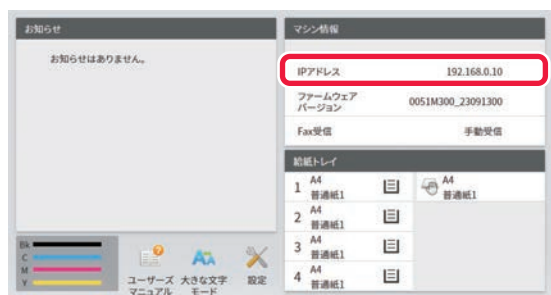 お知らせ
お知らせはありません。
マシン情報
IPアドレス 192.168.0.10
ファームウェア
バージョン 0051M300_23091300
Fax受信 手動受信
給紙トレイ
1 A4
普通紙1
A4
普通紙1
2 A4
普通紙1
3 A4
普通紙1
4 A4
普通紙1
Bk
C
M
Y
ユーザーズ
マニュアル
大きな文字
モード
設定